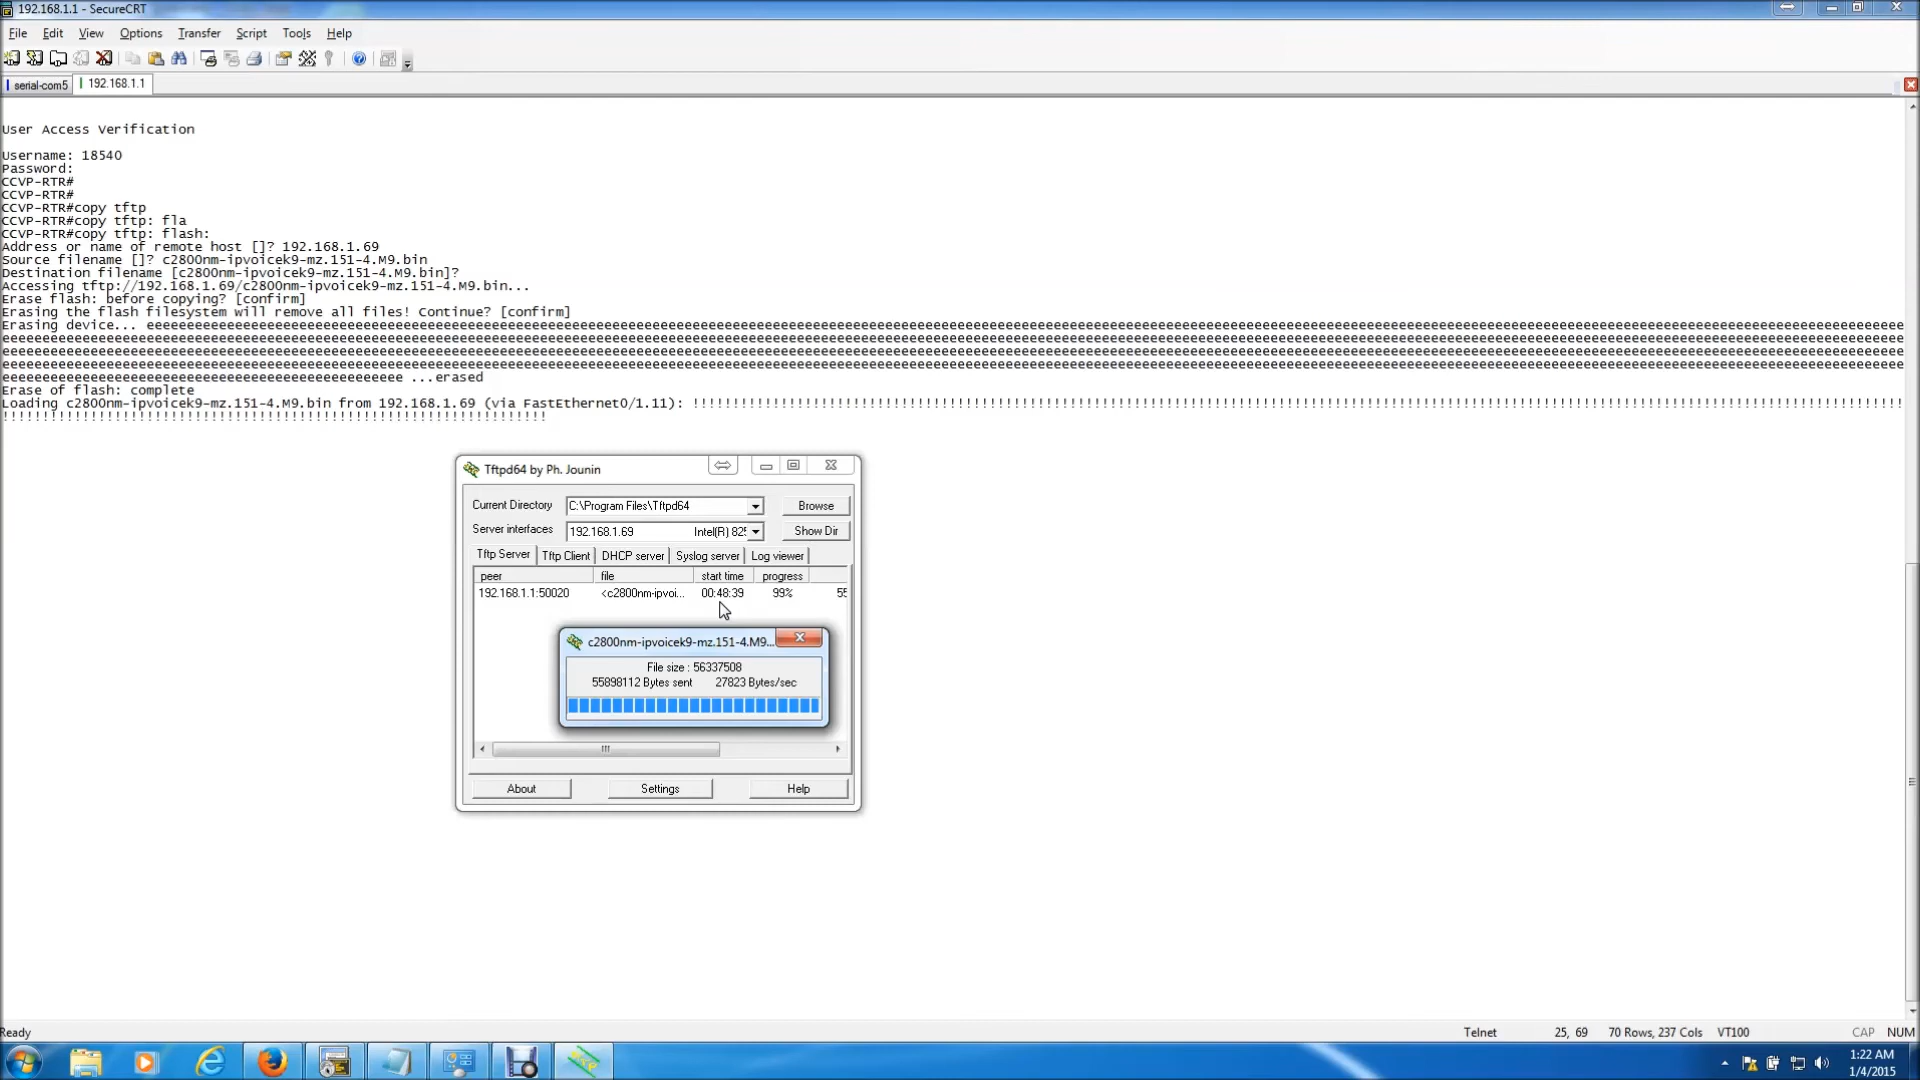 192.168.1.1 - SecureCRT
File Edit View Options Transfer Script Tools Help
serial-com5 192.168.1.1
User Access Verification
Username: 18540
Password:
CCVP-RTR#
CCVP-RTR#
CCVP-RTR#copy tftp
CCVP-RTR#copy tftp: fla
CCVP-RTR#copy tftp: flash:
Address or name of remote host []? 192.168.1.69
Source filename []? c2800nm-ipvoicek9-mz.151-4.M9.bin
Destination filename [c2800nm-ipvoicek9-mz.151-4.M9.bin]?
Accessing tftp://192.168.1.69/c2800nm-ipvoicek9-mz.151-4.M9.bin...
Erase flash: before copying? [confirm]
Erasing the flash filesystem will remove all files! Continue? [confirm]
Erasing device...
...erased
Erase of flash: complete
Loading c2800nm-ipvoicek9-mz.151-4.M9.bin from 192.168.1.69 (via FastEthernet0/1.11):
Tftpd64 by Ph. Jounin
Current Directory C:\Program Files\Tftpd64 Browse
Server interfaces 192.168.1.69 Intel(R) 825 Show Dir
Tftp Server Tftp Client DHCP server Syslog server Log viewer
peer file start time progress
192.168.1.1:50020 <c2800nm-ipvoi... 00:48:39 99% 55
c2800nm-ipvoicek9-mz.151-4.M9...
File size : 56337508
55898112 Bytes sent 27823 Bytes/sec
About Settings Help
Ready Telnet 25, 69 70 Rows, 237 Cols VT100 CAP NUM
1:22 AM
1/4/2015